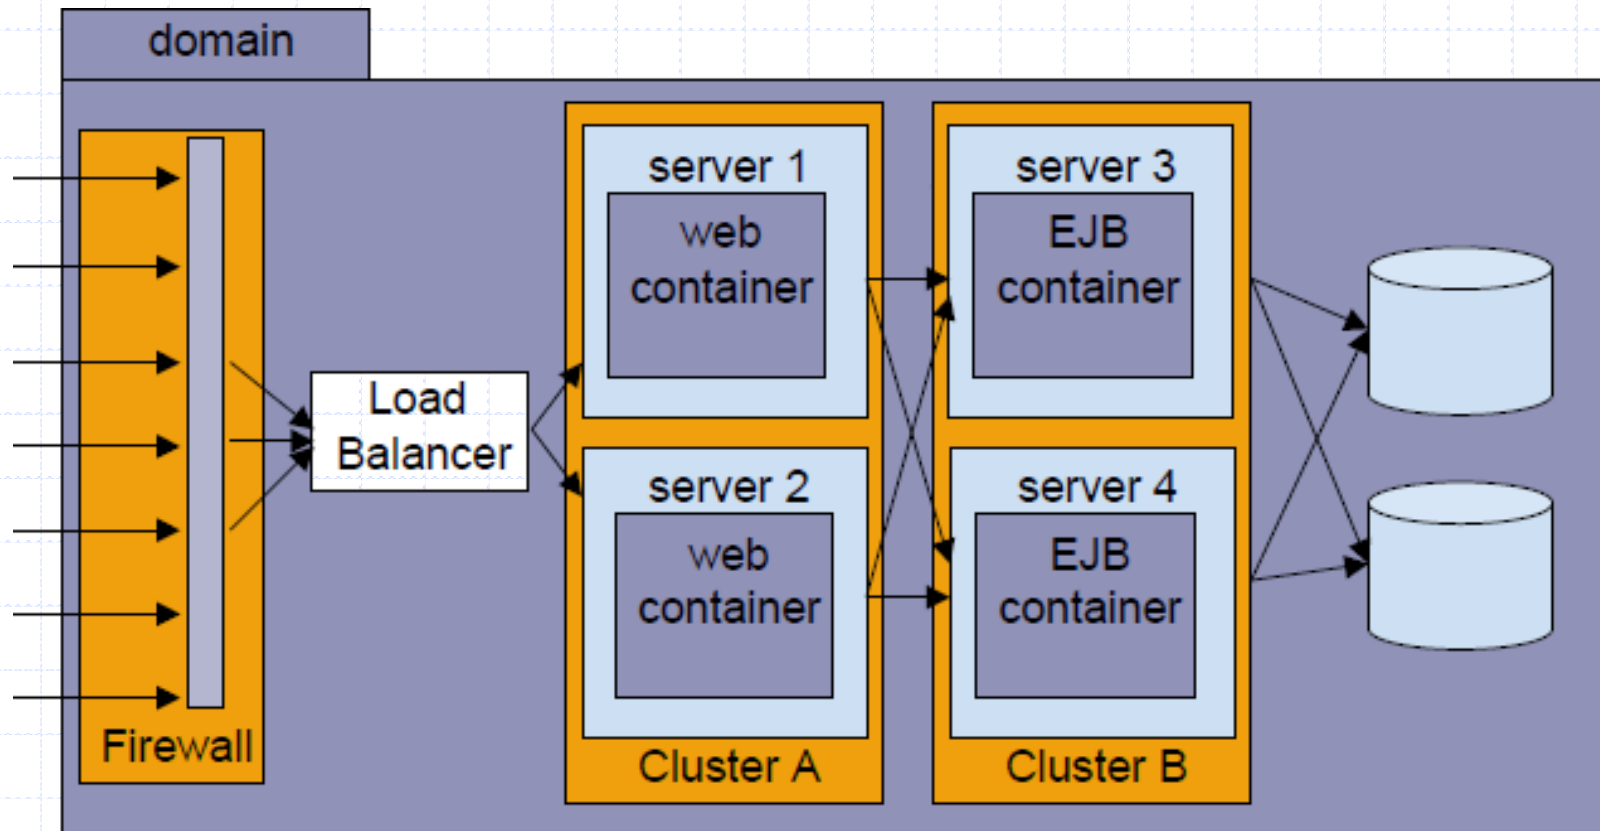 domain
Firewall
Load
Balancer
server 1
web
container
server 2
web
container
Cluster A
server 3
EJB
container
server 4
EJB
container
Cluster B